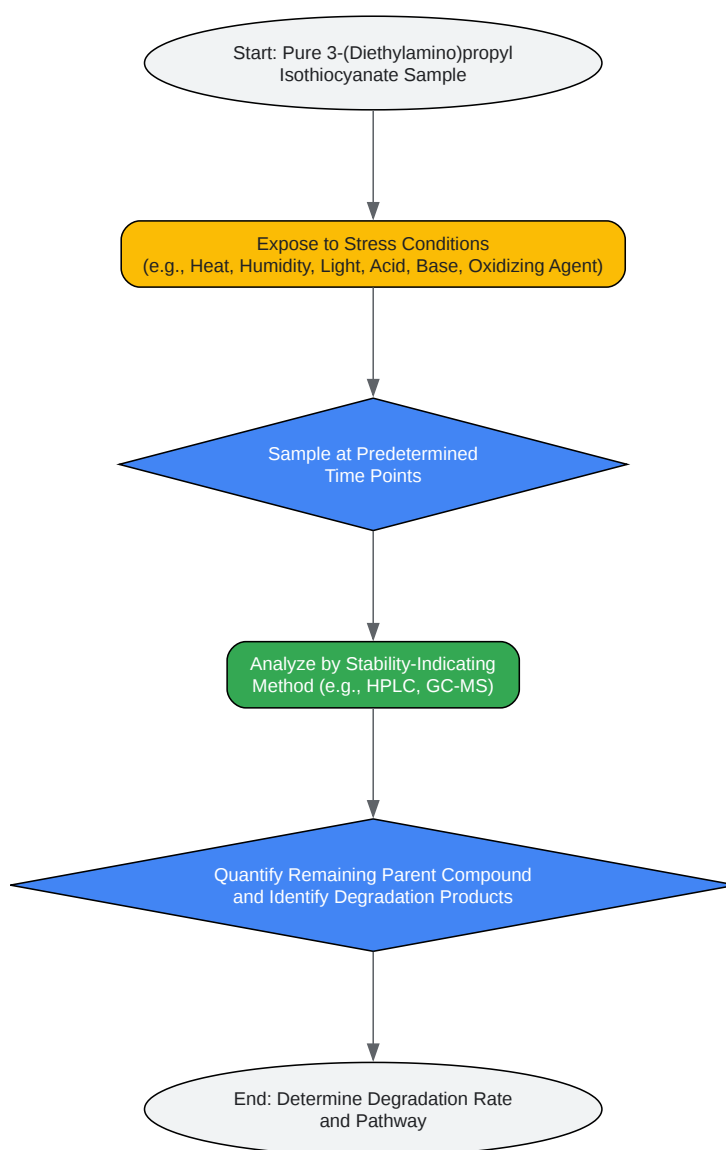 Start: Pure 3-(Diethylamino)propyl
Isothiocyanate Sample
Expose to Stress Conditions
(e.g., Heat, Humidity, Light, Acid, Base, Oxidizing Agent)
Sample at Predetermined
Time Points
Analyze by Stability-Indicating
Method (e.g., HPLC, GC-MS)
Quantify Remaining Parent Compound
and Identify Degradation Products
End: Determine Degradation Rate
and Pathway